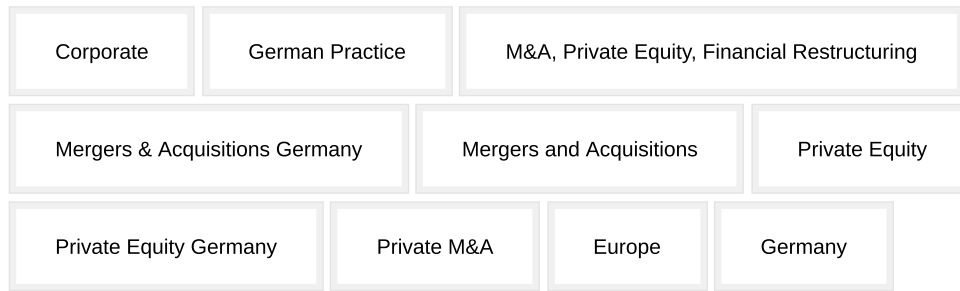 Corporate German Practice M&A, Private Equity, Financial Restructuring
Mergers & Acquisitions Germany Mergers and Acquisitions Private Equity
Private Equity Germany Private M&A Europe Germany